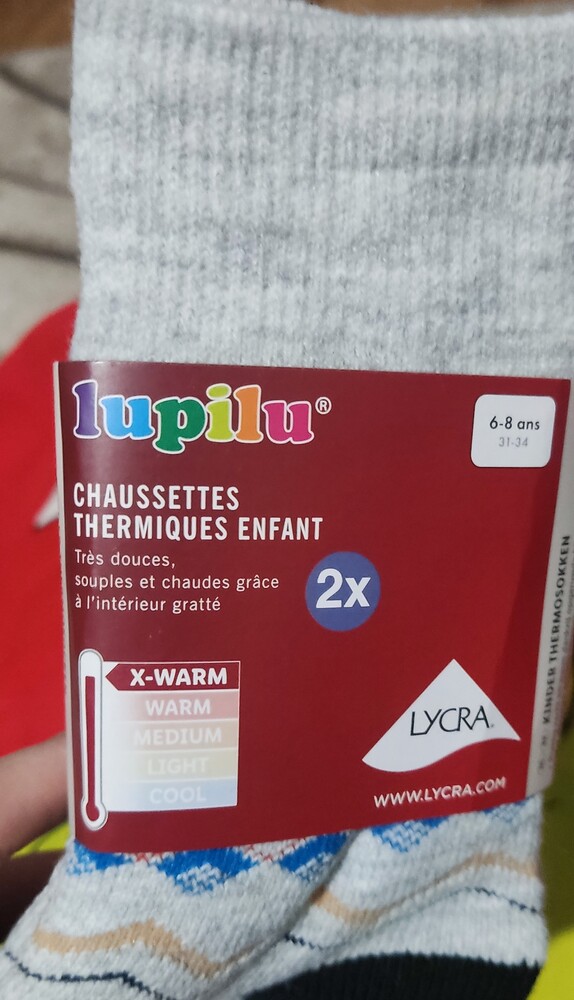 lupilu®
6-8 ans
31-34
CHAUSSETTES
THERMIQUES ENFANT
Très douces,
souples et chaudes grâce
à l'intérieur gratté
2x
X-WARM
WARM
MEDIUM
LIGHT
COOL
LYCRA®
WWW.LYCRA.COM
KINDER THERMOSOKKEN